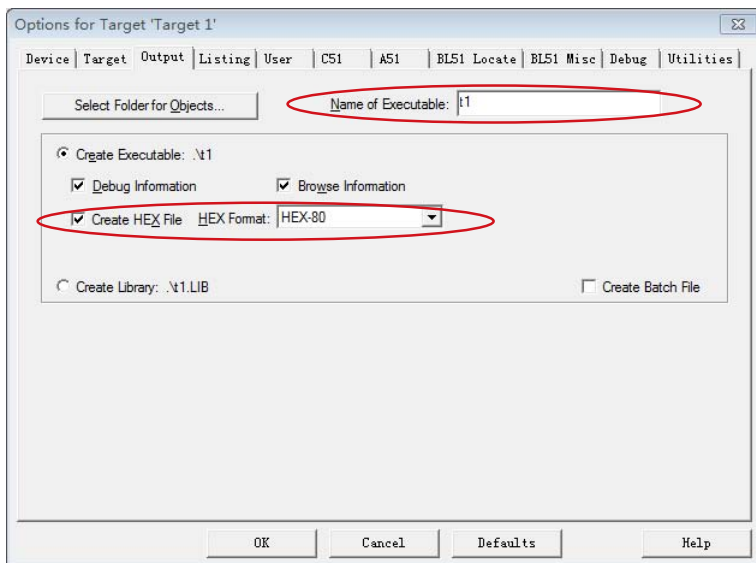 Options for Target 'Target 1'
Device Target Output Listing User C51 A51 BL51 Locate BL51 Misc Debug Utilities
Select Folder for Objects... Name of Executable: t1
Create Executable: .\t1
Debug Information Browse Information
Create HEX File HEX Format: HEX-80
Create Library: .\t1.LIB Create Batch File
OK Cancel Defaults Help